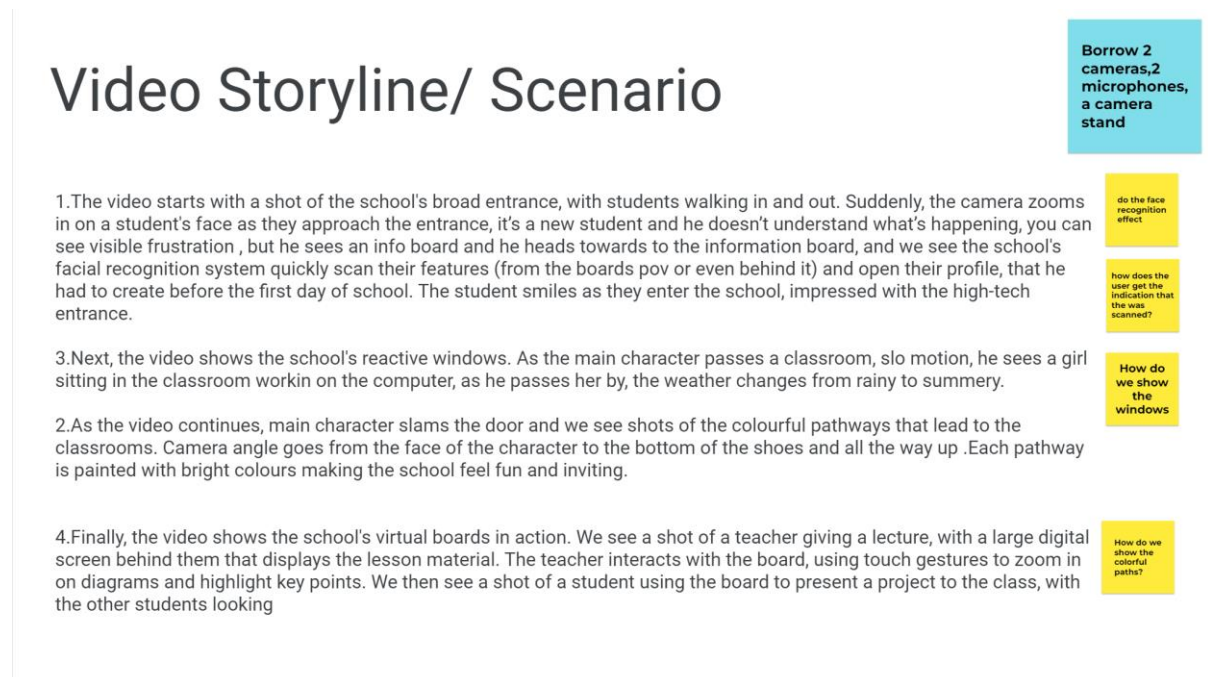 Video Storyline/ Scenario
Borrow 2
cameras,2
microphones,
a camera
stand
1.The video starts with a shot of the school's broad entrance, with students walking in and out. Suddenly, the camera zooms
in on a student's face as they approach the entrance, it’s a new student and he doesn’t understand what’s happening, you can
see visible frustration , but he sees an info board and he heads towards to the information board, and we see the school's
facial recognition system quickly scan their features (from the boards pov or even behind it) and open their profile, that he
had to create before the first day of school. The student smiles as they enter the school, impressed with the high-tech
entrance.
do the face
recognition
effect
how does the
user get the
indication that
the was
scanned?
3.Next, the video shows the school's reactive windows. As the main character passes a classroom, slo motion, he sees a girl
sitting in the classroom workin on the computer, as he passes her by, the weather changes from rainy to summery.
How do
we show
the
windows
2.As the video continues, main character slams the door and we see shots of the colourful pathways that lead to the
classrooms. Camera angle goes from the face of the character to the bottom of the shoes and all the way up .Each pathway
is painted with bright colours making the school feel fun and inviting.
4.Finally, the video shows the school's virtual boards in action. We see a shot of a teacher giving a lecture, with a large digital
screen behind them that displays the lesson material. The teacher interacts with the board, using touch gestures to zoom in
on diagrams and highlight key points. We then see a shot of a student using the board to present a project to the class, with
the other students looking
How do we
show the
colorful
paths?